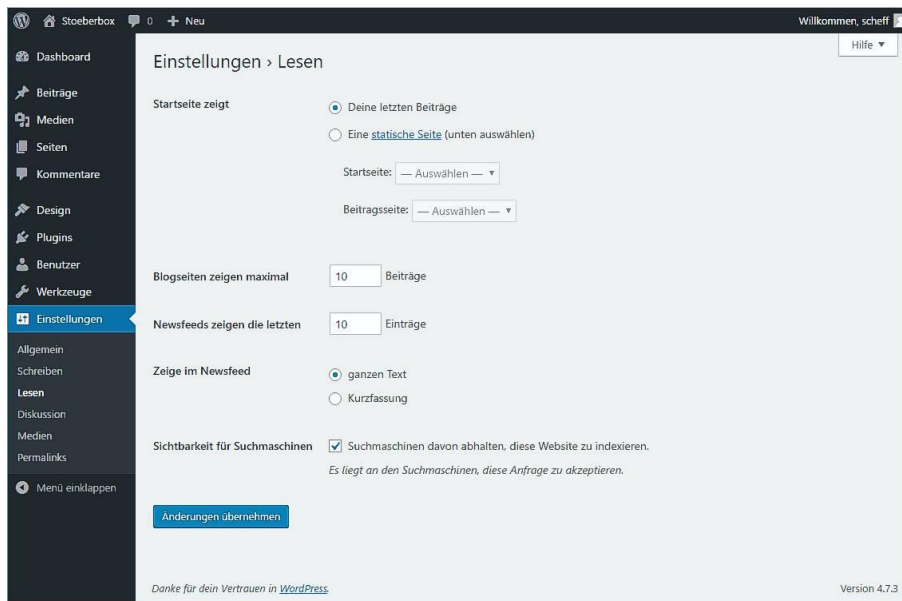 Stoeberbox 0 + Neu Willkommen, scheff
Hilfe ▼
Dashboard
Beiträge
Medien
Seiten
Kommentare
Design
Plugins
Benutzer
Werkzeuge
Einstellungen
Allgemein
Schreiben
Lesen
Diskussion
Medien
Permalinks
Menü einklappen
Einstellungen › Lesen
Startseite zeigt
Deine letzten Beiträge
Eine statische Seite (unten auswählen)
Startseite: — Auswählen — ▼
Beitragsseite: — Auswählen — ▼
Blogseiten zeigen maximal 10 Beiträge
Newsfeeds zeigen die letzten 10 Einträge
Zeige im Newsfeed
ganzen Text
Kurzfassung
Sichtbarkeit für Suchmaschinen
Suchmaschinen davon abhalten, diese Website zu indexieren.
Es liegt an den Suchmaschinen, diese Anfrage zu akzeptieren.
Änderungen übernehmen
Danke für dein Vertrauen in WordPress. Version 4.7.3